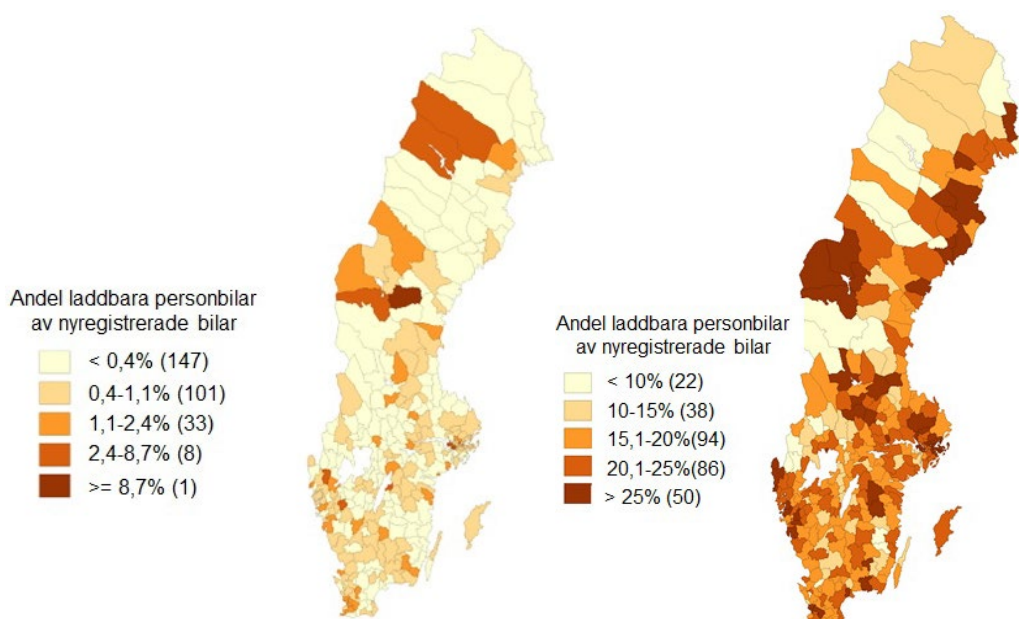 Andel laddbara personbilar
av nyregistrerade bilar
< 0,4% (147)
0,4-1,1% (101)
1,1-2,4% (33)
2,4-8,7% (8)
>= 8,7% (1)
Andel laddbara personbilar
av nyregistrerade bilar
< 10% (22)
10-15% (38)
15,1-20%(94)
20,1-25%(86)
> 25% (50)